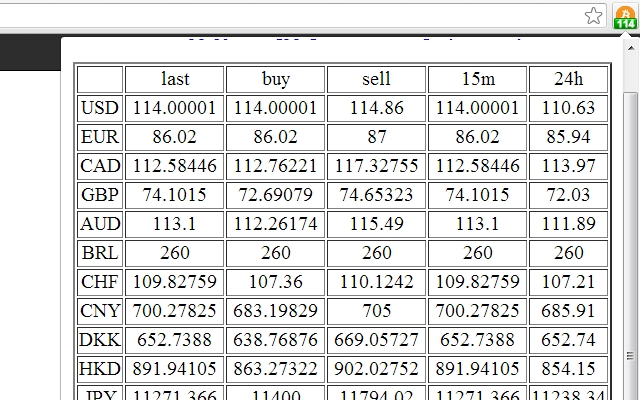 114
last buy sell 15m 24h
USD 114.00001 114.00001 114.86 114.00001 110.63
EUR 86.02 86.02 87 86.02 85.94
CAD 112.58446 112.76221 117.32755 112.58446 113.97
GBP 74.1015 72.69079 74.65323 74.1015 72.03
AUD 113.1 112.26174 115.49 113.1 111.89
BRL 260 260 260 260 260
CHF 109.82759 107.36 110.1242 109.82759 107.21
CNY 700.27825 683.19829 705 700.27825 685.91
DKK 652.7388 638.76876 669.05727 652.7388 652.74
HKD 891.94105 863.27322 902.02752 891.94105 854.15
JPY 11271.366 11400 11794.02 11271.366 11238.34